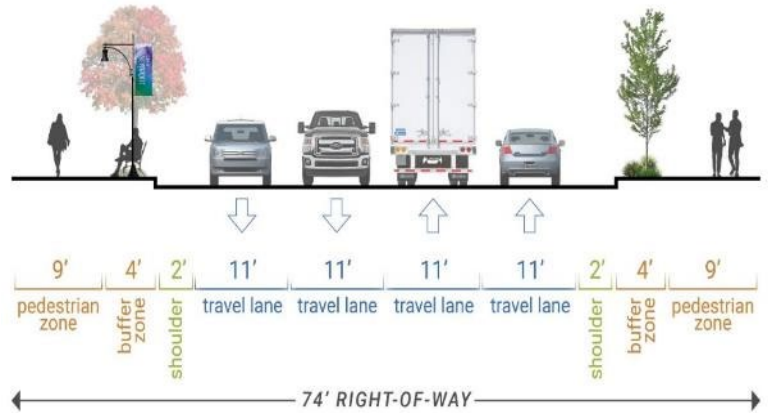 9' 4' 2' 11' 11' 11' 11' 2' 4' 9'
pedestrian zone
buffer zone
shoulder
travel lane
travel lane
travel lane
travel lane
shoulder
buffer zone
pedestrian zone
74' RIGHT-OF-WAY